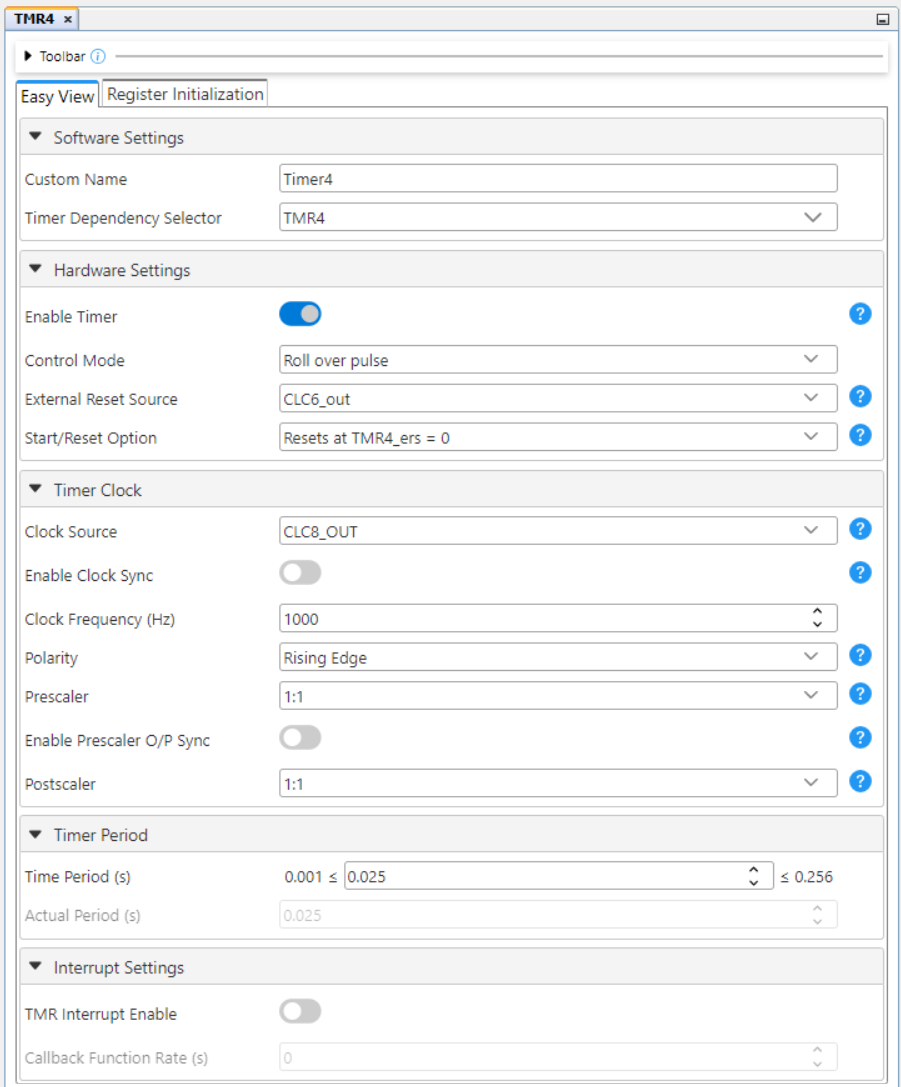 TMR4 ×
Toolbar
Easy View Register Initialization
Software Settings
Custom Name Timer4
Timer Dependency Selector TMR4
Hardware Settings
Enable Timer ?
Control Mode Roll over pulse
External Reset Source CLC6_out ?
Start/Reset Option Resets at TMR4_ers = 0 ?
Timer Clock
Clock Source CLC8_OUT ?
Enable Clock Sync ?
Clock Frequency (Hz) 1000
Polarity Rising Edge ?
Prescaler 1:1 ?
Enable Prescaler O/P Sync ?
Postscaler 1:1 ?
Timer Period
Time Period (s) 0.001 ≤ 0.025 ≤ 0.256
Actual Period (s) 0.025
Interrupt Settings
TMR Interrupt Enable
Callback Function Rate (s) 0